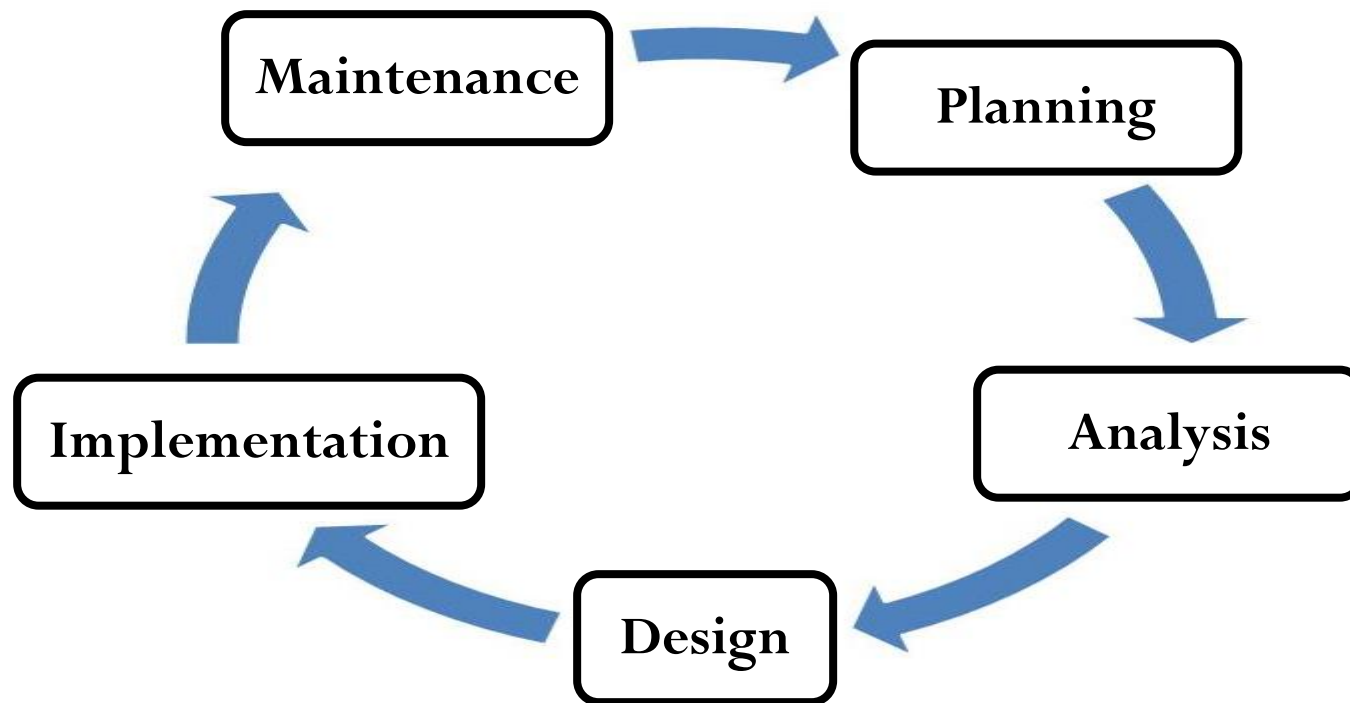 Maintenance
Planning
Analysis
Design
Implementation